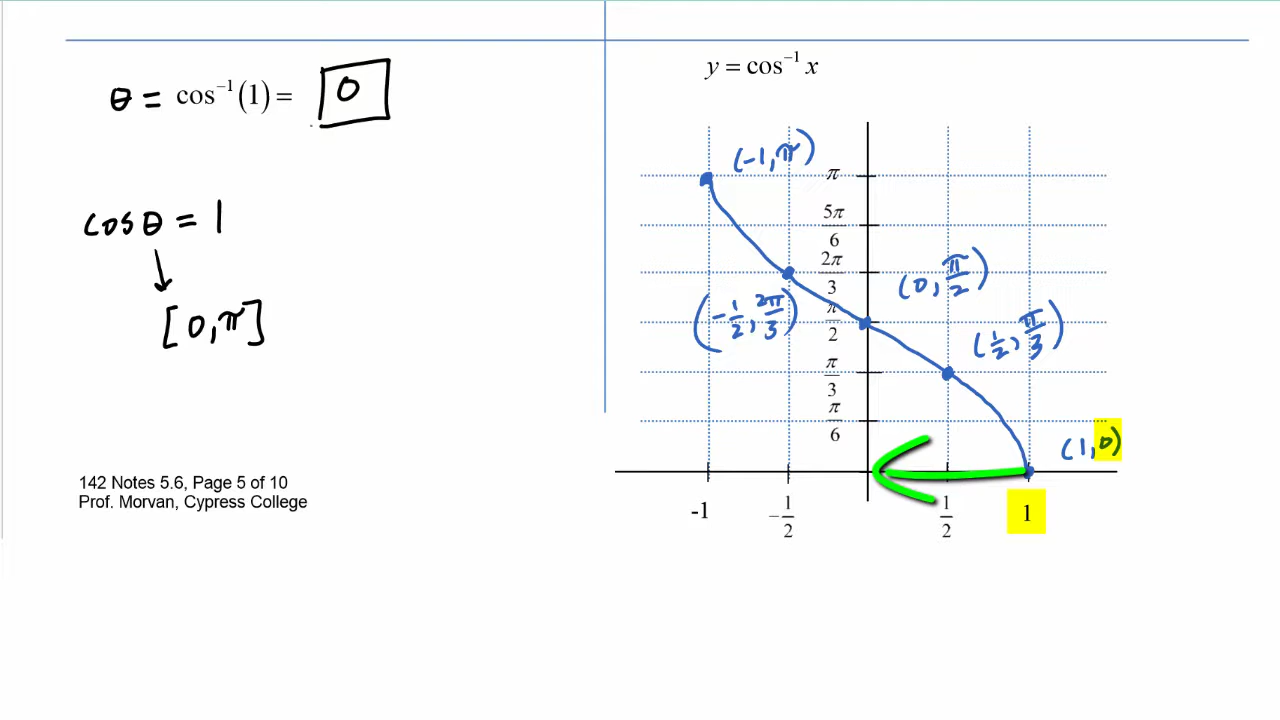 θ = cos⁻¹(1) = 0
cosθ = 1
[0,π]
142 Notes 5.6, Page 5 of 10
Prof. Morvan, Cypress College
y = cos⁻¹ x
(-1,π)
π
5π/6
2π/3
(0, π/2)
(-1/2, 2π/3)
π/2
(1/2, π/3)
π/3
π/6
(1,0)
-1
-1/2
1/2
1